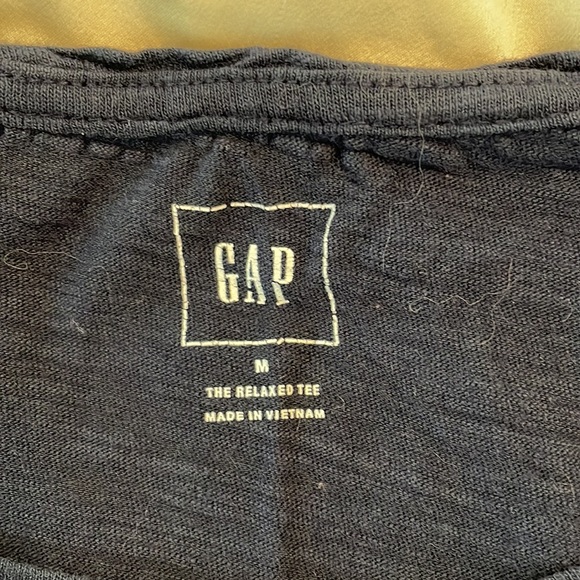 GAP
M
THE RELAXED TEE
MADE IN VIETNAM